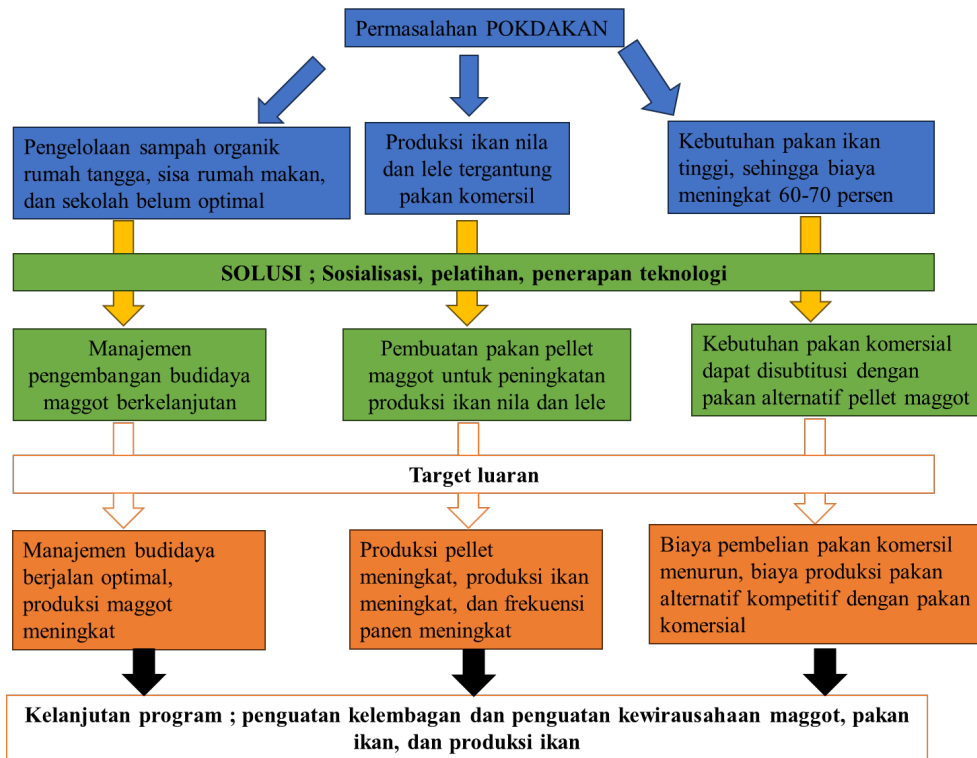 Permasalahan POKDAKAN
Pengelolaan sampah organik
rumah tangga, sisa rumah makan,
dan sekolah belum optimal
Produksi ikan nila
dan lele tergantung
pakan komersil
Kebutuhan pakan ikan
tinggi, sehingga biaya
meningkat 60-70 persen
SOLUSI ; Sosialisasi, pelatihan, penerapan teknologi
Manajemen
pengembangan budidaya
maggot berkelanjutan
Pembuatan pakan pellet
maggot untuk peningkatan
produksi ikan nila dan lele
Kebutuhan pakan komersial
dapat disubtitusi dengan
pakan alternatif pellet maggot
Target luaran
Manajemen budidaya
berjalan optimal,
produksi maggot
meningkat
Produksi pellet
meningkat, produksi ikan
meningkat, dan frekuensi
panen meningkat
Biaya pembelian pakan komersil
menurun, biaya produksi pakan
alternatif kompetitif dengan pakan
komersial
Kelanjutan program ; penguatan kelembagan dan penguatan kewirausahaan maggot, pakan
ikan, dan produksi ikan